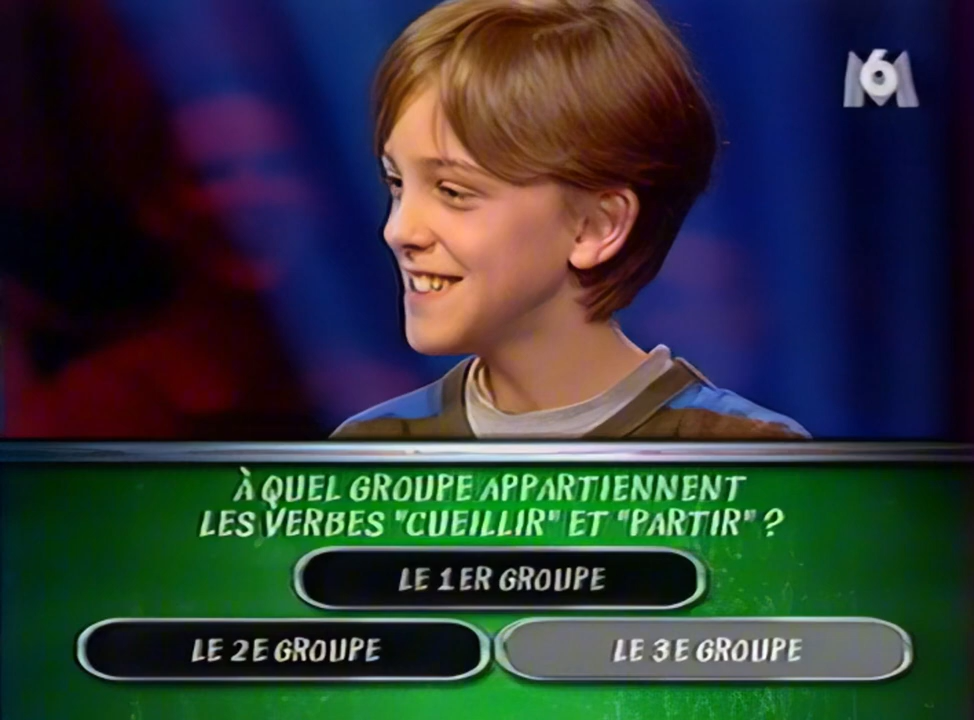 M6
À QUEL GROUPE APPARTIENNENT
LES VERBES "CUEILLIR" ET "PARTIR" ?
LE 1ER GROUPE
LE 2E GROUPE
LE 3E GROUPE